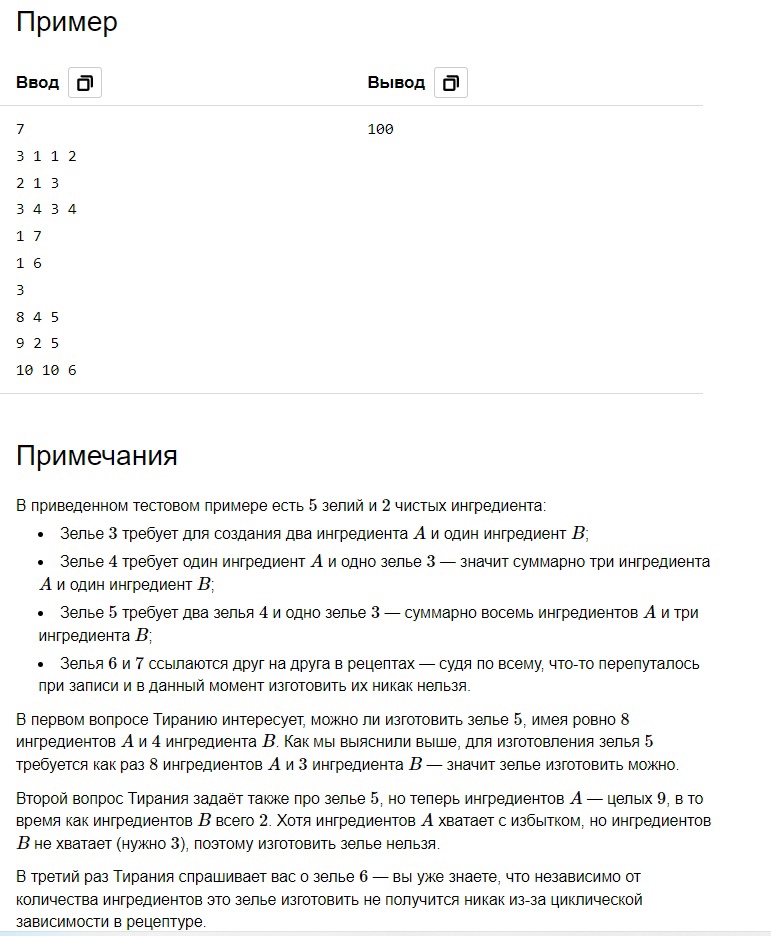 Пример
Ввод Вывод
7 100
3 1 1 2
2 1 3
3 4 3 4
1 7
1 6
3
8 4 5
9 2 5
10 10 6
Примечания
В приведенном тестовом примере есть 5 зелий и 2 чистых ингредиента:
• Зелье 3 требует для создания два ингредиента A и один ингредиент B;
• Зелье 4 требует один ингредиент A и одно зелье 3 — значит суммарно три ингредиента
A и один ингредиент B;
• Зелье 5 требует два зелья 4 и одно зелье 3 — суммарно восемь ингредиентов A и три
ингредиента B;
• Зелья 6 и 7 ссылаются друг на друга в рецептах — судя по всему, что-то перепуталось
при записи и в данный момент изготовить их никак нельзя.
В первом вопросе Тиранию интересует, можно ли изготовить зелье 5, имея ровно 8
ингредиентов A и 4 ингредиента B. Как мы выяснили выше, для изготовления зелья 5
требуется как раз 8 ингредиентов A и 3 ингредиента B — значит зелье изготовить можно.
Второй вопрос Тирания задаёт также про зелье 5, но теперь ингредиентов A — целых 9, в то
время как ингредиентов B всего 2. Хотя ингредиентов A хватает с избытком, но ингредиентов
B не хватает (нужно 3), поэтому изготовить зелье нельзя.
В третий раз Тирания спрашивает вас о зелье 6 — вы уже знаете, что независимо от
количества ингредиентов это зелье изготовить не получится никак из-за циклической
зависимости в рецептуре.